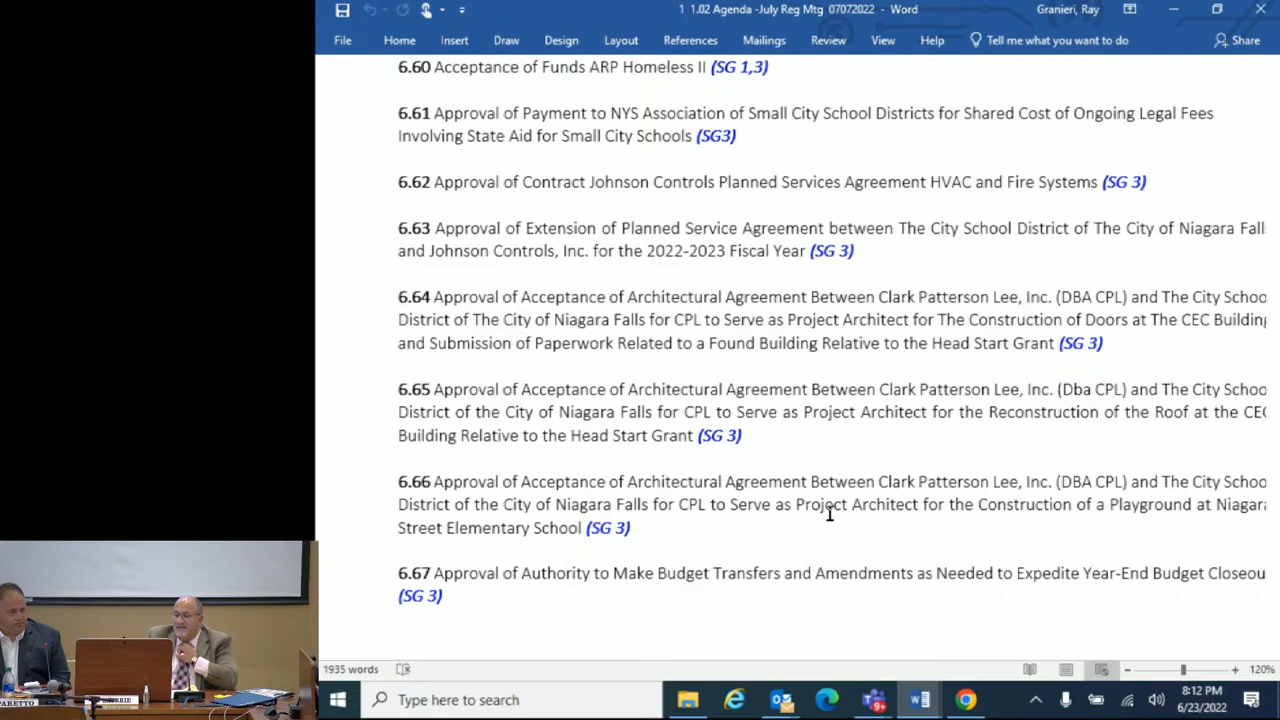 1 1.02 Agenda -July Reg Mtg 07072022 - Word
Granieri, Ray
File Home Insert Draw Design Layout References Mailings Review View Help Tell me what you want to do Share
6.60 Acceptance of Funds ARP Homeless II (SG 1,3)
6.61 Approval of Payment to NYS Association of Small City School Districts for Shared Cost of Ongoing Legal Fees
Involving State Aid for Small City Schools (SG3)
6.62 Approval of Contract Johnson Controls Planned Services Agreement HVAC and Fire Systems (SG 3)
6.63 Approval of Extension of Planned Service Agreement between The City School District of The City of Niagara Fall
and Johnson Controls, Inc. for the 2022-2023 Fiscal Year (SG 3)
6.64 Approval of Acceptance of Architectural Agreement Between Clark Patterson Lee, Inc. (DBA CPL) and The City Schoo
District of The City of Niagara Falls for CPL to Serve as Project Architect for The Construction of Doors at The CEC Building
and Submission of Paperwork Related to a Found Building Relative to the Head Start Grant (SG 3)
6.65 Approval of Acceptance of Architectural Agreement Between Clark Patterson Lee, Inc. (Dba CPL) and The City Schoo
District of the City of Niagara Falls for CPL to Serve as Project Architect for the Reconstruction of the Roof at the CEC
Building Relative to the Head Start Grant (SG 3)
6.66 Approval of Acceptance of Architectural Agreement Between Clark Patterson Lee, Inc. (DBA CPL) and The City Schoo
District of the City of Niagara Falls for CPL to Serve as Project Architect for the Construction of a Playground at Niagara
Street Elementary School (SG 3)
6.67 Approval of Authority to Make Budget Transfers and Amendments as Needed to Expedite Year-End Budget Closeou
(SG 3)
1935 words
120%
Type here to search
9+
8:12 PM
6/23/2022
PARETTO